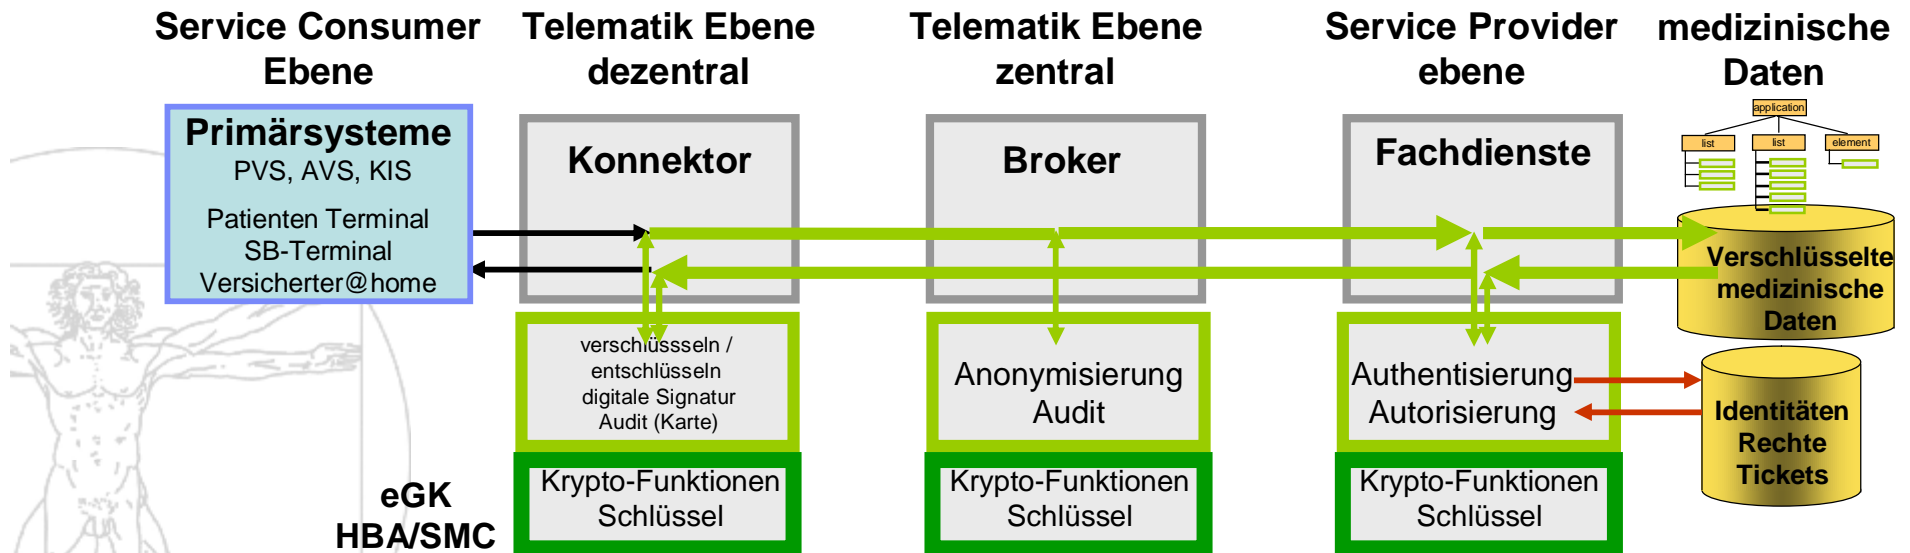 Service Consumer
Ebene
Telematik Ebene
dezentral
Telematik Ebene
zentral
Service Provider
ebene
medizinische
Daten
Primärsysteme
PVS, AVS, KIS
Patienten Terminal
SB-Terminal
Versicherter@home
Konnektor
Broker
Fachdienste
application
list
list
element
Verschlüsselte
medizinische
Daten
verschlüssseln /
entschlüsseln
digitale Signatur
Audit (Karte)
Anonymisierung
Audit
Authentisierung
Autorisierung
Identitäten
Rechte
Tickets
eGK
HBA/SMC
Krypto-Funktionen
Schlüssel
Krypto-Funktionen
Schlüssel
Krypto-Funktionen
Schlüssel